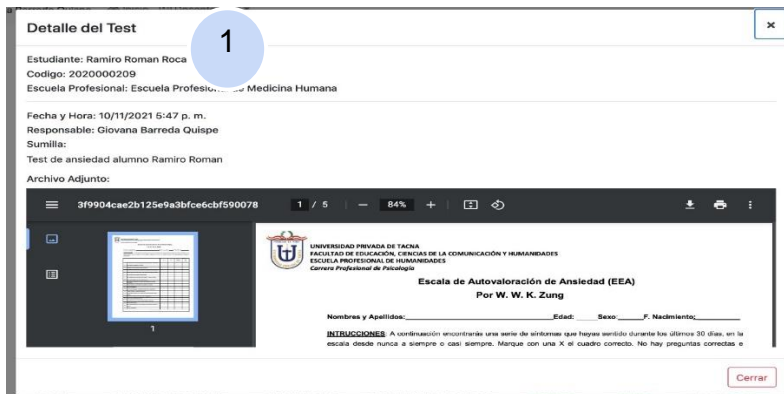 Detalle del Test
×
1
Estudiante: Ramiro Roman Roca
Codigo: 2020000209
Escuela Profesional: Escuela Profesional de Medicina Humana
Fecha y Hora: 10/11/2021 5:47 p. m.
Responsable: Giovana Barreda Quispe
Sumilla:
Test de ansiedad alumno Ramiro Roman
Archivo Adjunto:
3f9904cae2b125e9a3bfce6cbf590078 1 / 5 − 84% +
UNIVERSIDAD PRIVADA DE TACNA
FACULTAD DE EDUCACIÓN, CIENCIAS DE LA COMUNICACIÓN Y HUMANIDADES
ESCUELA PROFESIONAL DE HUMANIDADES
Carrera Profesional de Psicología
Escala de Autovaloración de Ansiedad (EEA)
Por W. W. K. Zung
Nombres y Apellidos: Edad: Sexo: F. Nacimiento:
INTRUCCIONES: A continuación encontrarás una serie de síntomas que hayas sentido durante los últimos 30 días, en la
escala desde nunca a siempre o casi siempre. Marque con una X el cuadro correcto. No hay preguntas correctas e
1
Cerrar